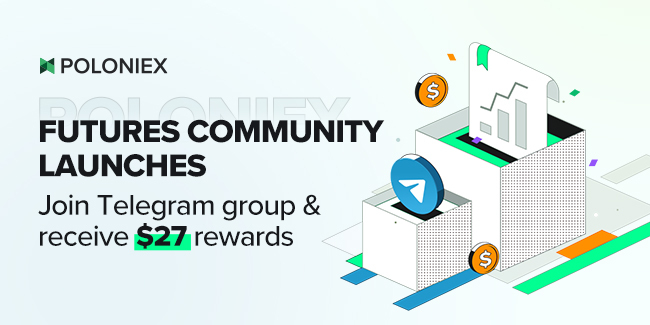 POLONIEX
POLONIEX
FUTURES COMMUNITY
LAUNCHES
Join Telegram group &
receive $27 rewards
$
$